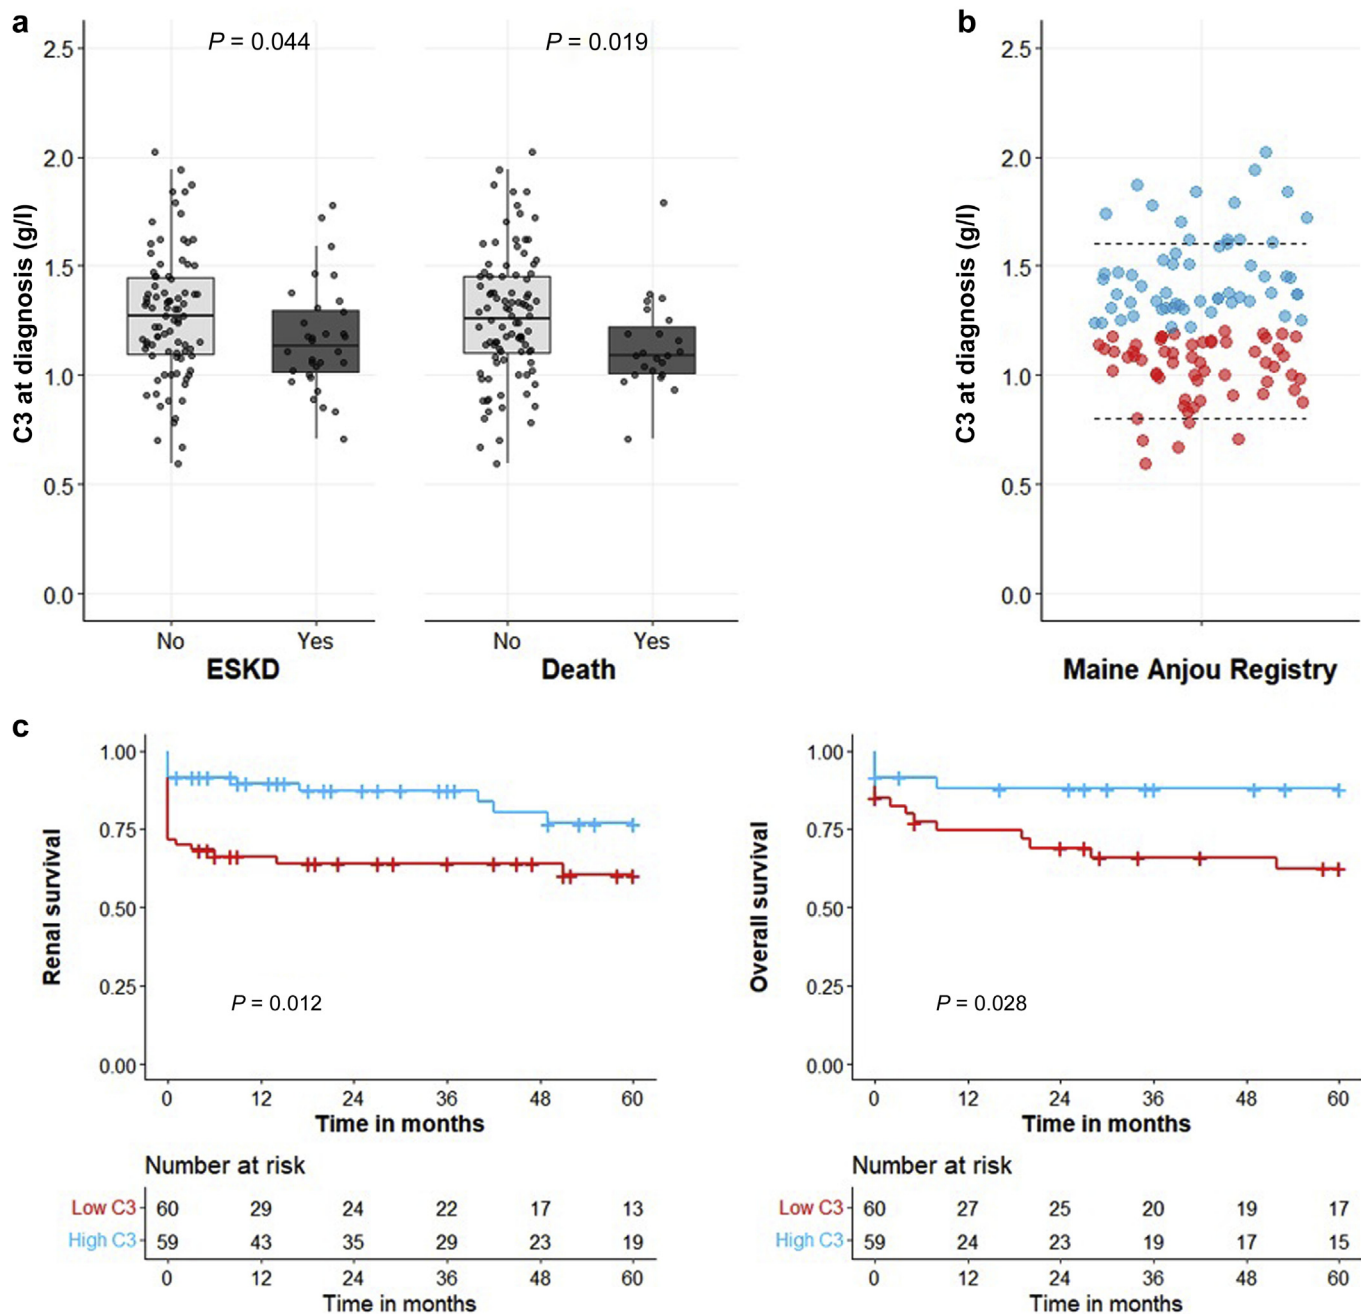 a
P = 0.044
P = 0.019
C3 at diagnosis (g/l)
2.5
2.0
1.5
1.0
0.5
0.0
No Yes
ESKD
No Yes
Death
b
C3 at diagnosis (g/l)
2.5
2.0
1.5
1.0
0.5
0.0
Maine Anjou Registry
c
Renal survival
1.00
0.75
0.50
0.25
0.00
P = 0.012
0 12 24 36 48 60
Time in months
Number at risk
Low C3 60 29 24 22 17 13
High C3 59 43 35 29 23 19
0 12 24 36 48 60
Time in months
Overall survival
1.00
0.75
0.50
0.25
0.00
P = 0.028
0 12 24 36 48 60
Time in months
Number at risk
Low C3 60 27 25 20 19 17
High C3 59 24 23 19 17 15
0 12 24 36 48 60
Time in months